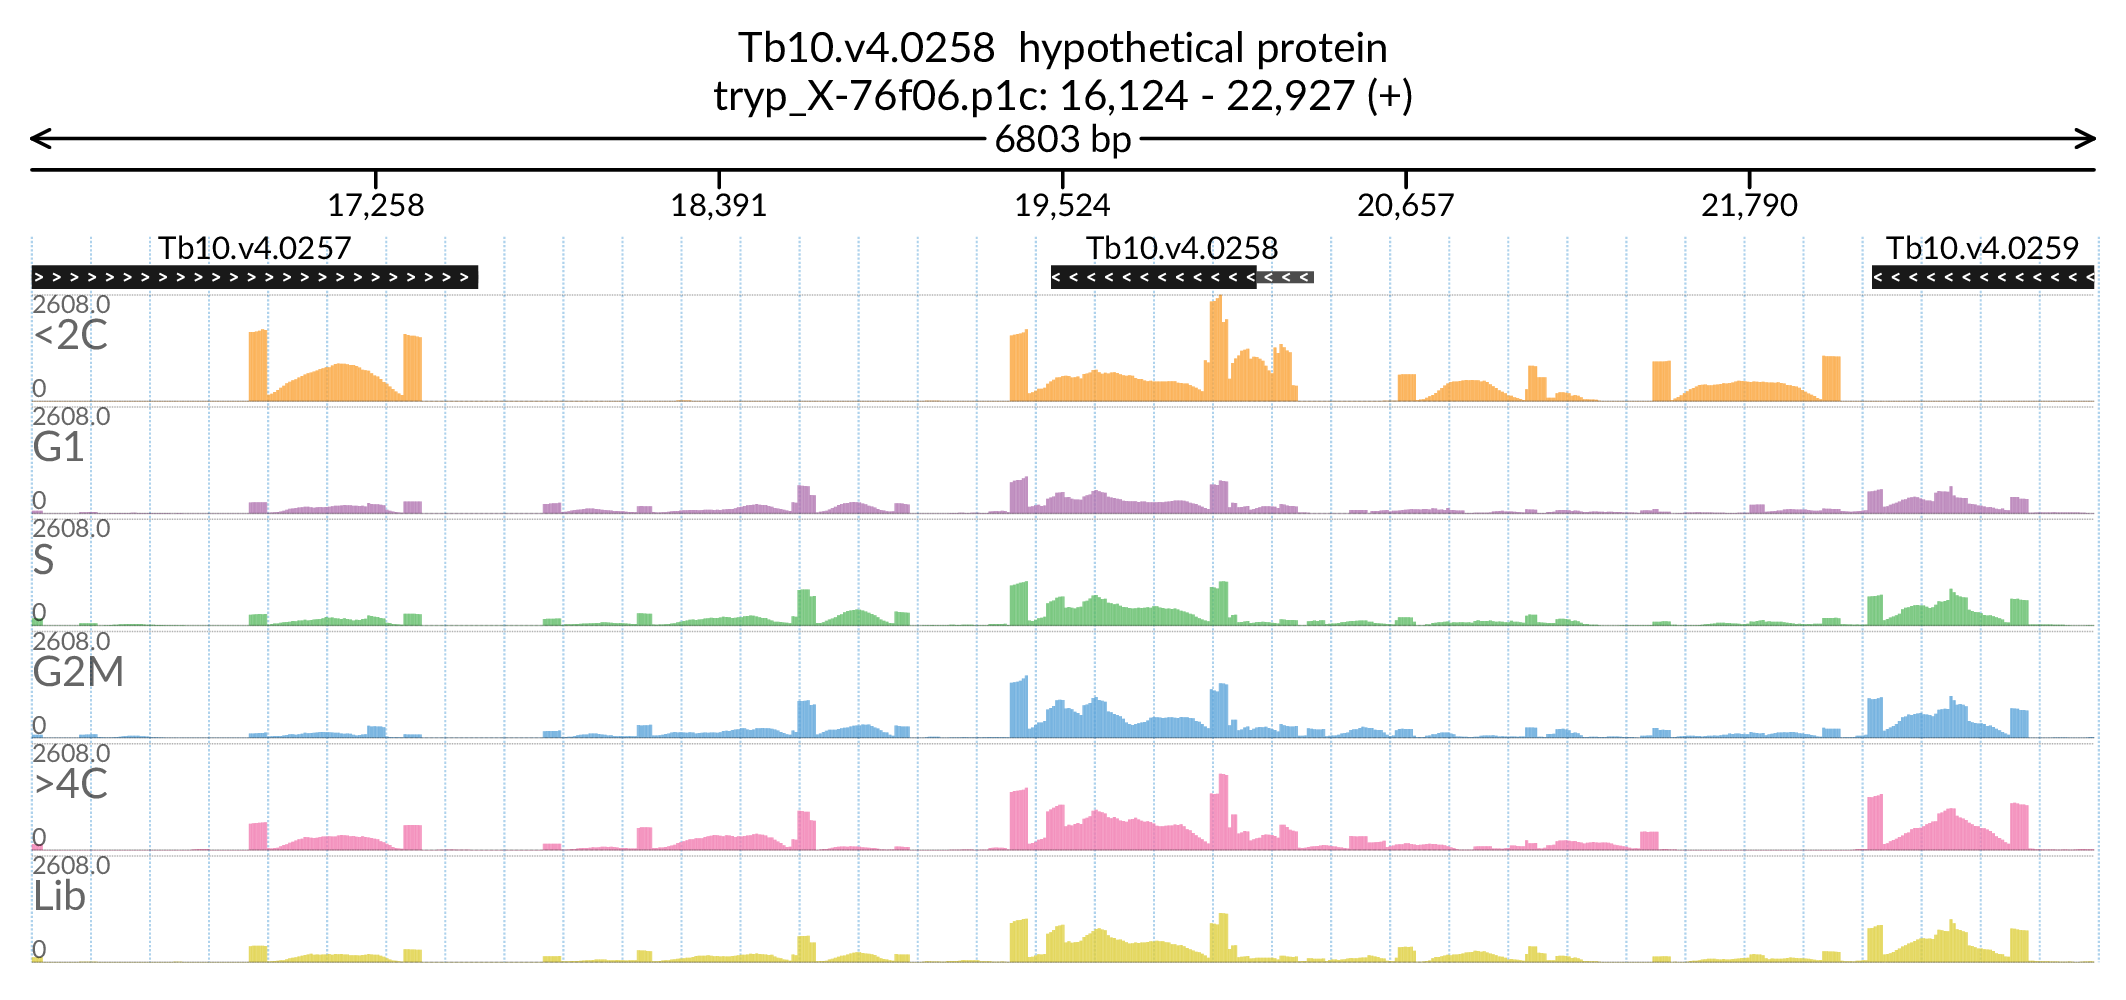 Tb10.v4.0258  hypothetical protein
tryp_X-76f06.p1c: 16,124 - 22,927 (+)
6803 bp
17,258 18,391 19,524 20,657 21,790
Tb10.v4.0257 Tb10.v4.0258 Tb10.v4.0259
2608.0
<2C
0
2608.0
G1
0
2608.0
S
0
2608.0
G2M
0
2608.0
>4C
0
2608.0
Lib
0